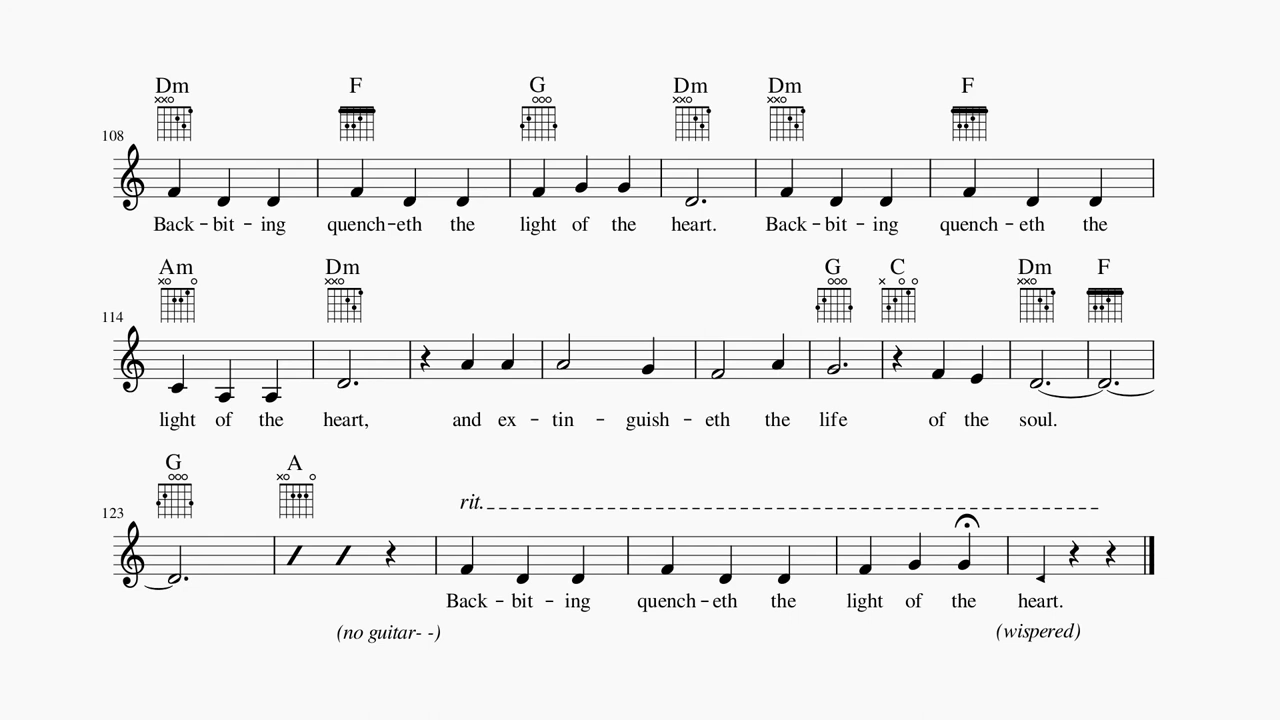 Dm F G Dm Dm F
108
Back – bit – ing quench – eth the light of the heart. Back – bit – ing quench – eth the
Am Dm G C Dm F
114
light of the heart, and ex – tin – guish – eth the life of the soul.
G A
rit.
123
Back – bit – ing quench – eth the light of the heart.
(no guitar- -) (wispered)